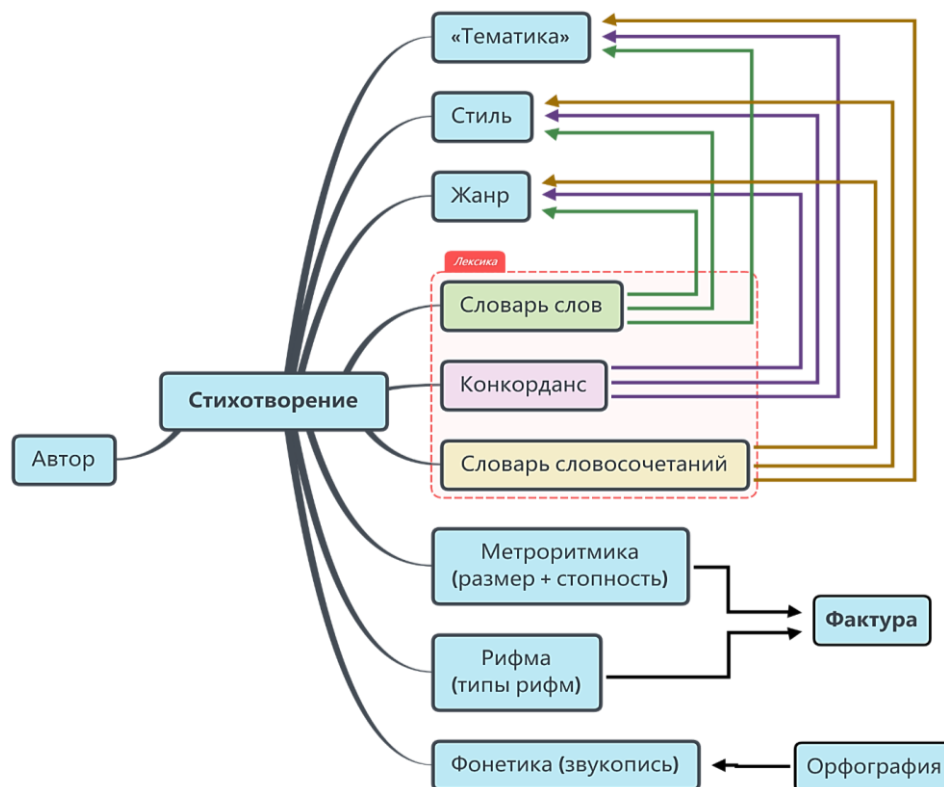 «Тематика»
Стиль
Жанр
Лексика
Словарь слов
Конкорданс
Стихотворение
Автор
Словарь словосочетаний
Метроритмика
(размер + стопность)
Фактура
Рифма
(типы рифм)
Фонетика (звукопись)
Орфография